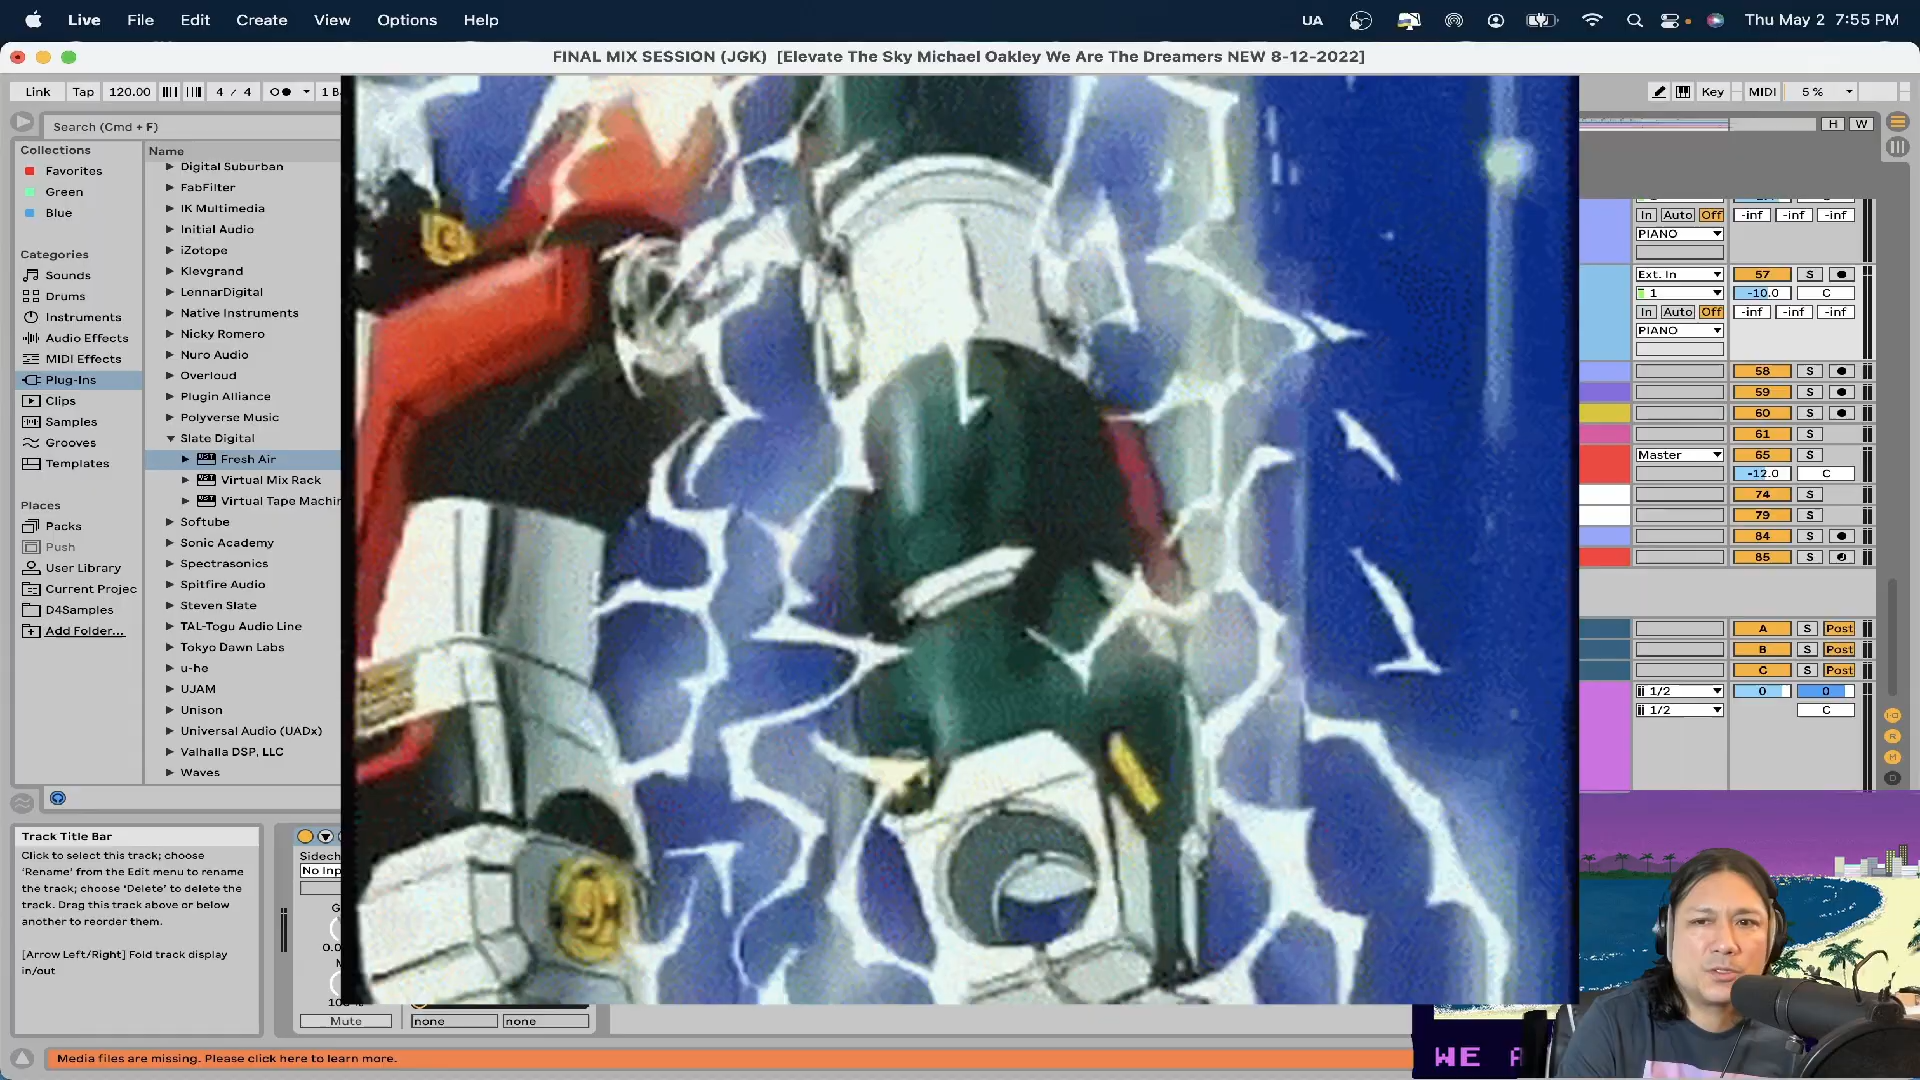 Live File Edit Create View Options Help UA Thu May 2 7:55 PM
FINAL MIX SESSION (JGK) [Elevate The Sky Michael Oakley We Are The Dreamers NEW 8-12-2022]
Link Tap 120.00 4 / 4 1 Ba Key MIDI 5 %
Search (Cmd + F) H W
Collections
Favorites
Green
Blue
Categories
Sounds
Drums
Instruments
Audio Effects
MIDI Effects
Plug-Ins
Clips
Samples
Grooves
Templates
Places
Packs
Push
User Library
Current Projec
D4Samples
Add Folder...
Name
Digital Suburban
FabFilter
IK Multimedia
Initial Audio
iZotope
Klevgrand
LennarDigital
Native Instruments
Nicky Romero
Nuro Audio
Overloud
Plugin Alliance
Polyverse Music
Slate Digital
Fresh Air
Virtual Mix Rack
Virtual Tape Machin
Softube
Sonic Academy
Spectrasonics
Spitfire Audio
Steven Slate
TAL-Togu Audio Line
Tokyo Dawn Labs
u-he
UJAM
Unison
Universal Audio (UADx)
Valhalla DSP, LLC
Waves
In Auto Off -inf -inf -inf
PIANO
Ext. In 57 S
1 -10.0 C
In Auto Off -inf -inf -inf
PIANO
58 S
59 S
60 S
61 S
Master 65 S
-12.0 C
74 S
79 S
84 S
85 S
A S Post
B S Post
C S Post
1/2 0 0
1/2 C
Track Title Bar
Click to select this track; choose
'Rename' from the Edit menu to rename
the track; choose 'Delete' to delete the
track. Drag this track above or below
another to reorder them.
[Arrow Left/Right] Fold track display
in/out
Sidech
No Inp
Mute none none
Media files are missing. Please click here to learn more.
WE A